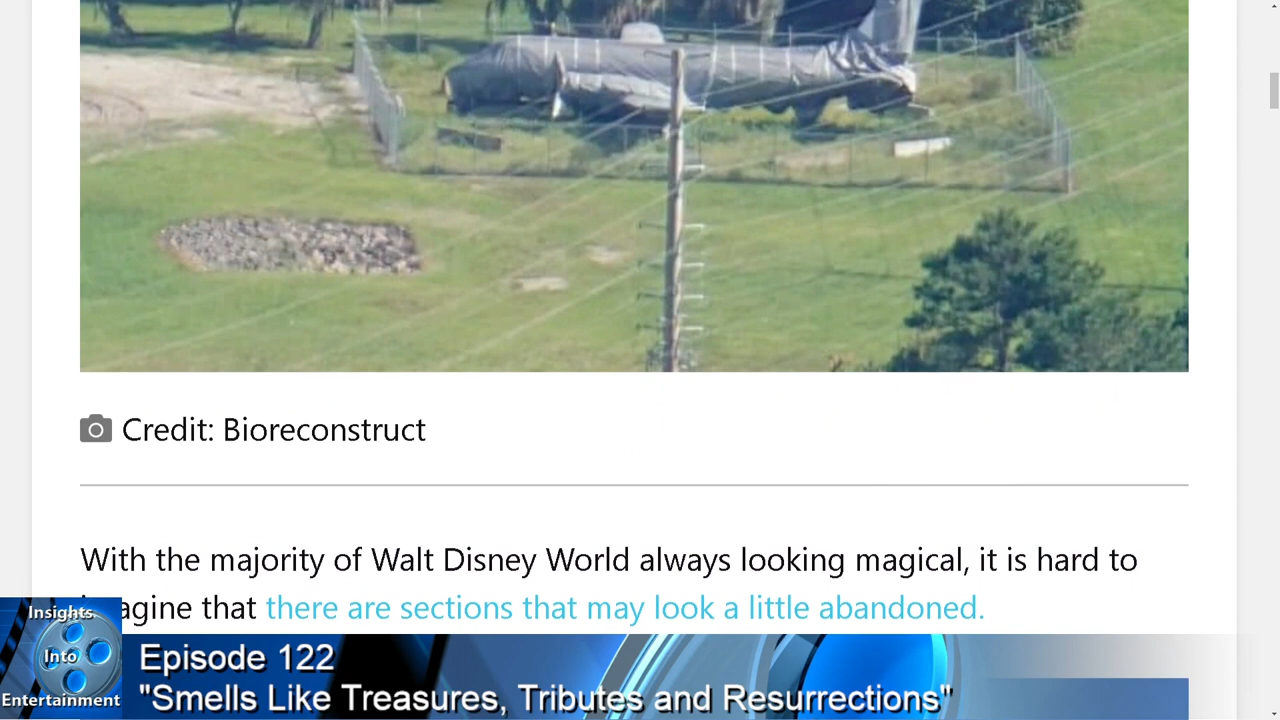 Credit: Bioreconstruct
With the majority of Walt Disney World always looking magical, it is hard to
agine that there are sections that may look a little abandoned.
Insights
Into
Entertainment
Episode 122
"Smells Like Treasures, Tributes and Resurrections"